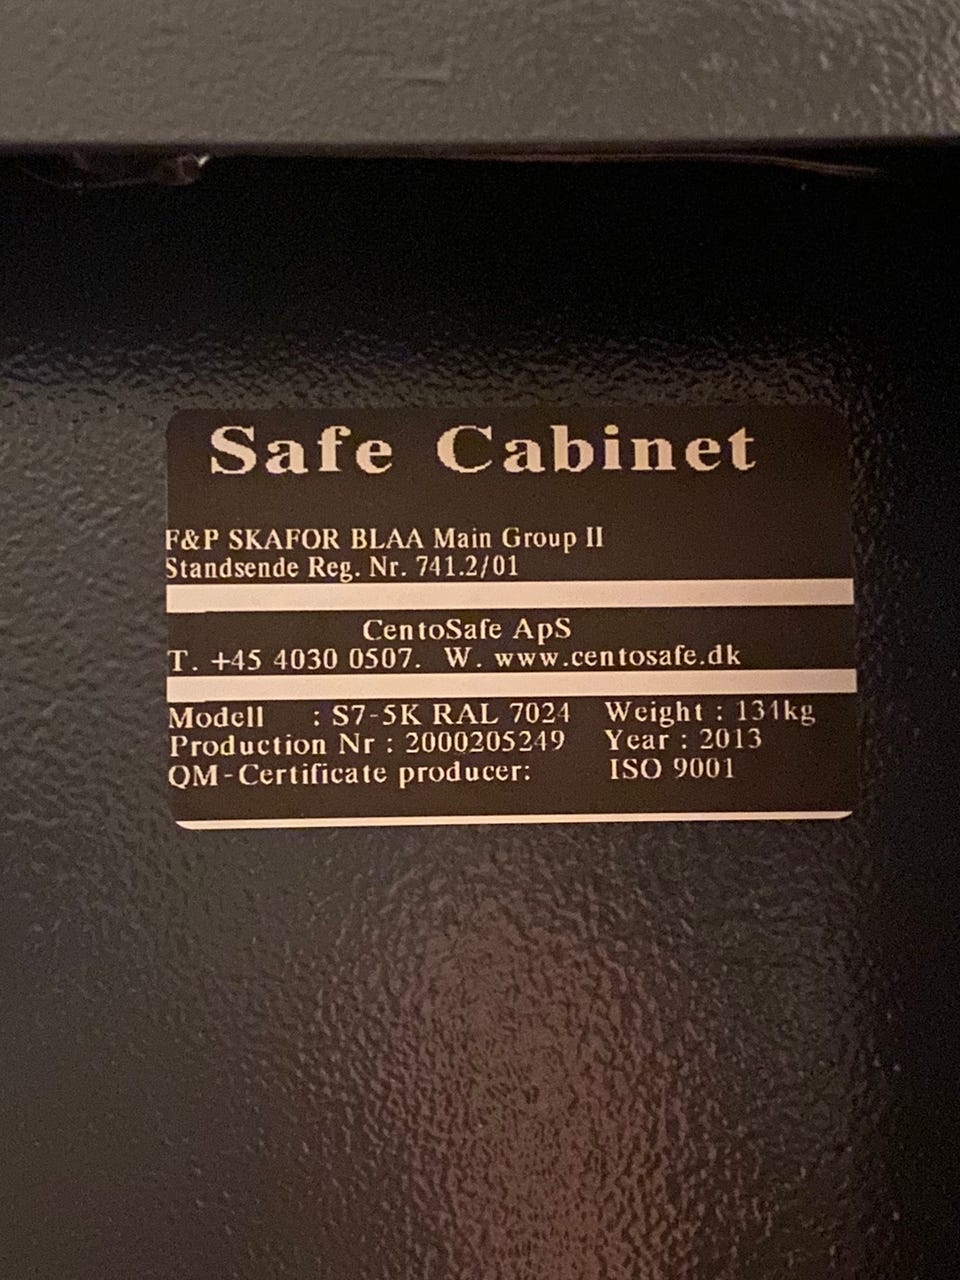 Safe Cabinet
F&P SKAFOR BLAA Main Group II
Standsende Reg. Nr. 741.2/01
CentoSafe ApS
T. +45 4030 0507. W. www.centosafe.dk
Modell : S7-5K RAL 7024 Weight : 134kg
Production Nr : 2000205249 Year : 2013
QM-Certificate producer: ISO 9001